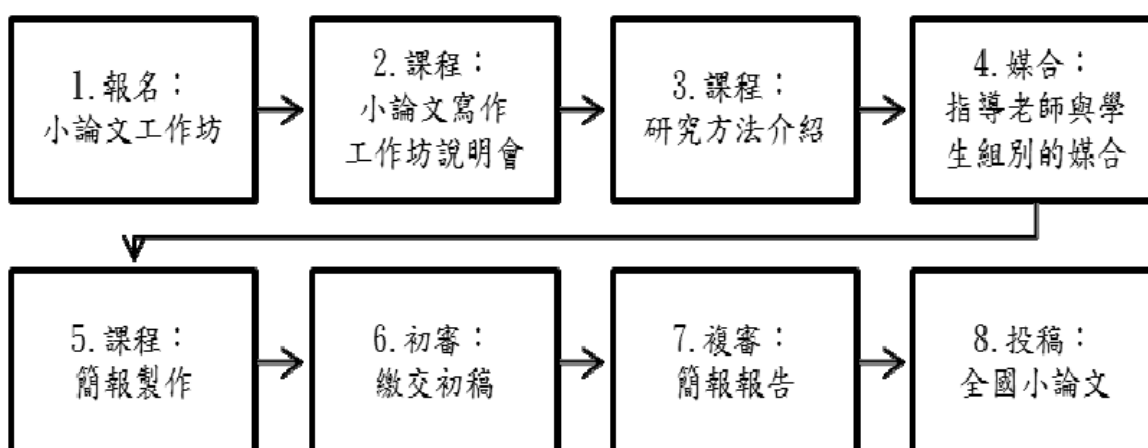 1.報名：
小論文工作坊
2.課程：
小論文寫作
工作坊說明會
3.課程：
研究方法介紹
4.媒合：
指導老師與學
生組別的媒合
5.課程：
簡報製作
6.初審：
繳交初稿
7.複審：
簡報報告
8.投稿：
全國小論文